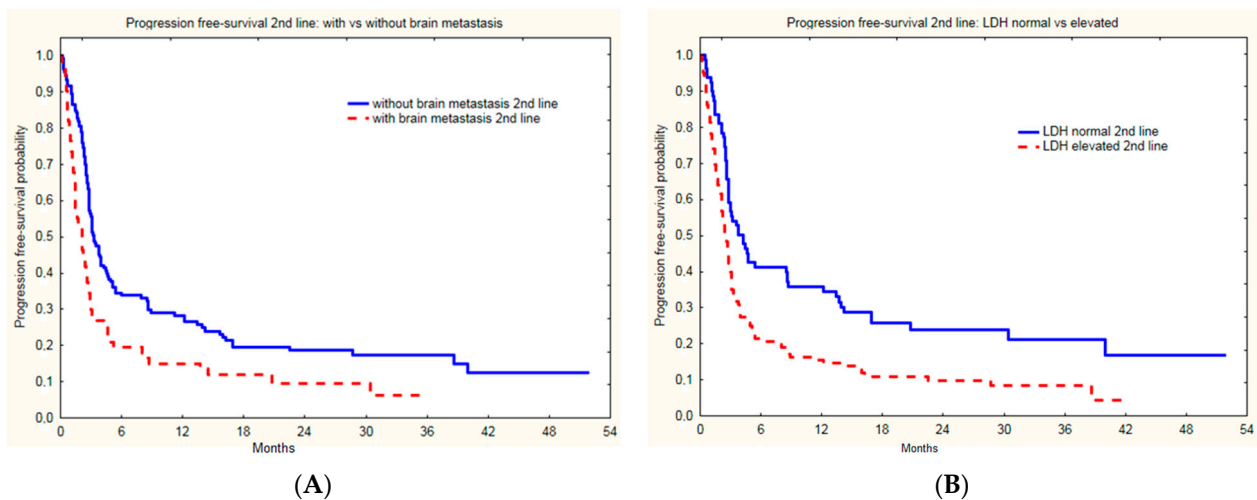 Progression free-survival 2nd line: with vs without brain metastasis
Progression free-survival probability
1.0
0.9
0.8
0.7
0.6
0.5
0.4
0.3
0.2
0.1
0.0
without brain metastasis 2nd line
with brain metastasis 2nd line
0 6 12 18 24 30 36 42 48 54
Months
(A)
Progression free-survival 2nd line: LDH normal vs elevated
Progression free-survival probability
1.0
0.9
0.8
0.7
0.6
0.5
0.4
0.3
0.2
0.1
0.0
LDH normal 2nd line
LDH elevated 2nd line
0 6 12 18 24 30 36 42 48 54
Months
(B)